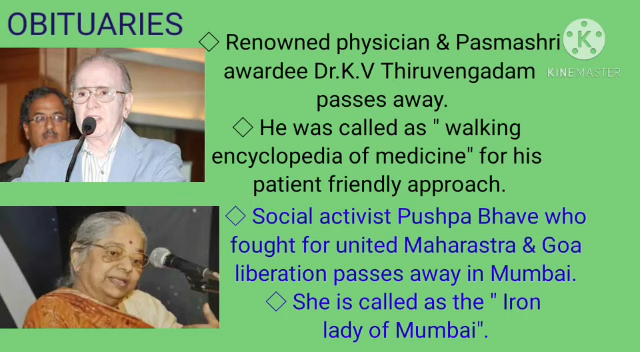 OBITUARIES
◇ Renowned physician & Pasmashri
awardee Dr.K.V Thiruvengadam
passes away.
◇ He was called as " walking
encyclopedia of medicine" for his
patient friendly approach.
◇ Social activist Pushpa Bhave who
fought for united Maharastra & Goa
liberation passes away in Mumbai.
◇ She is called as the " Iron
lady of Mumbai".
K
KINEMASTER